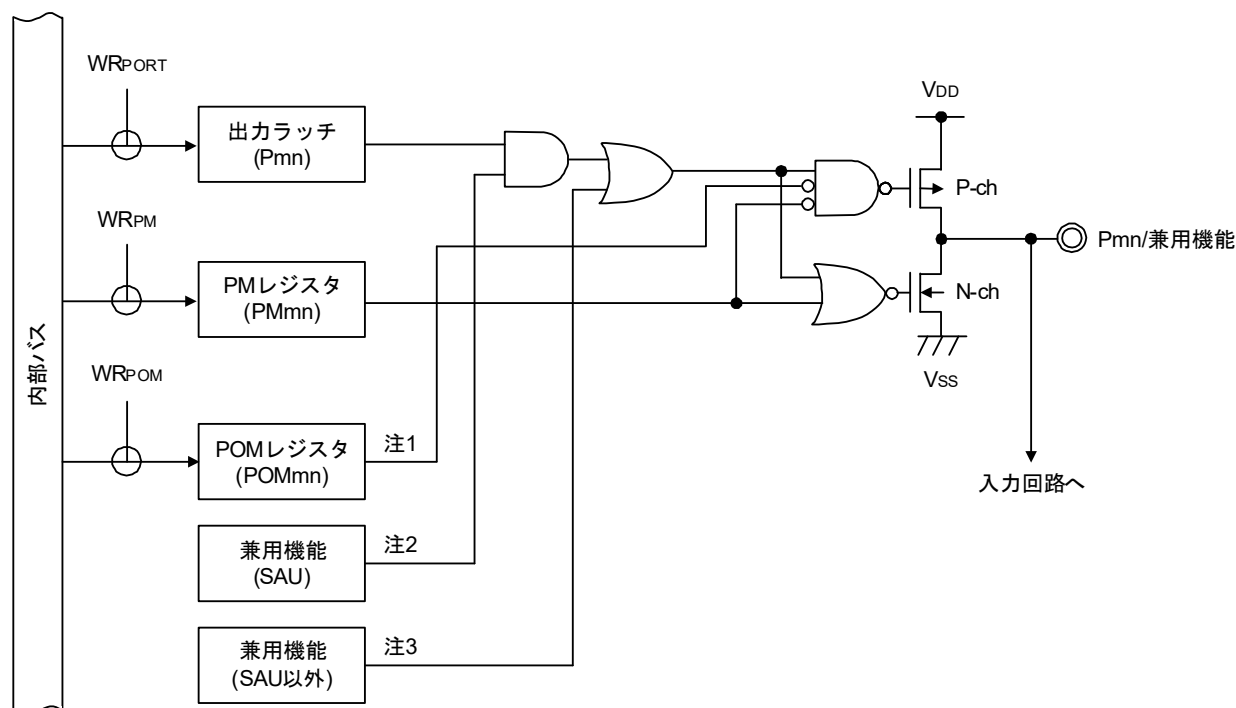 WRPORT
出力ラッチ
(Pmn)
VDD
P-ch
Pmn/兼用機能
WRPM
PMレジスタ
(PMmn)
N-ch
VSS
内部バス
WRPOM
POMレジスタ
(POMmn)
注1
入力回路へ
兼用機能
(SAU)
注2
兼用機能
(SAU以外)
注3